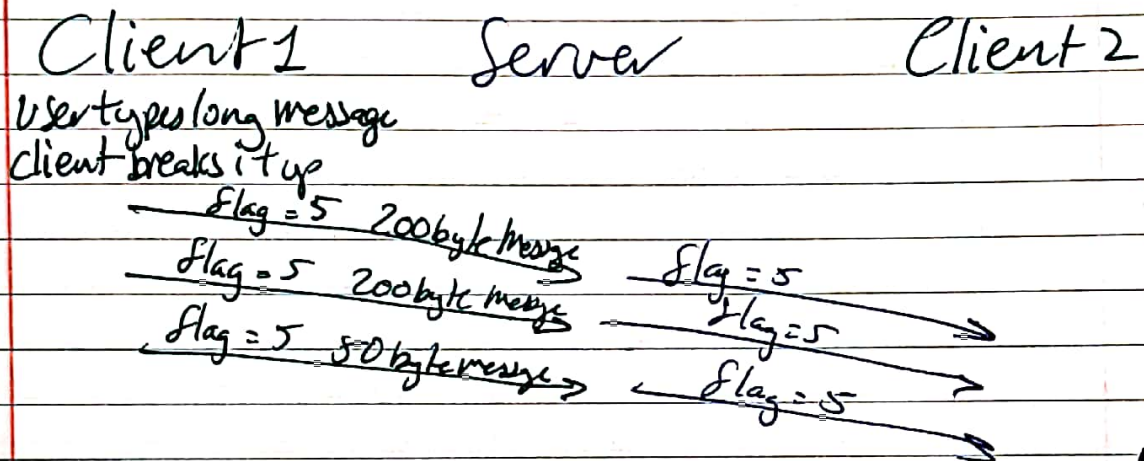 Client 1 Server Client 2
User types long message
client breaks it up
flag = 5 200 byte message
flag = 5
flag = 5 200 byte message
flag = 5
flag = 5 50 byte message
flag = 5